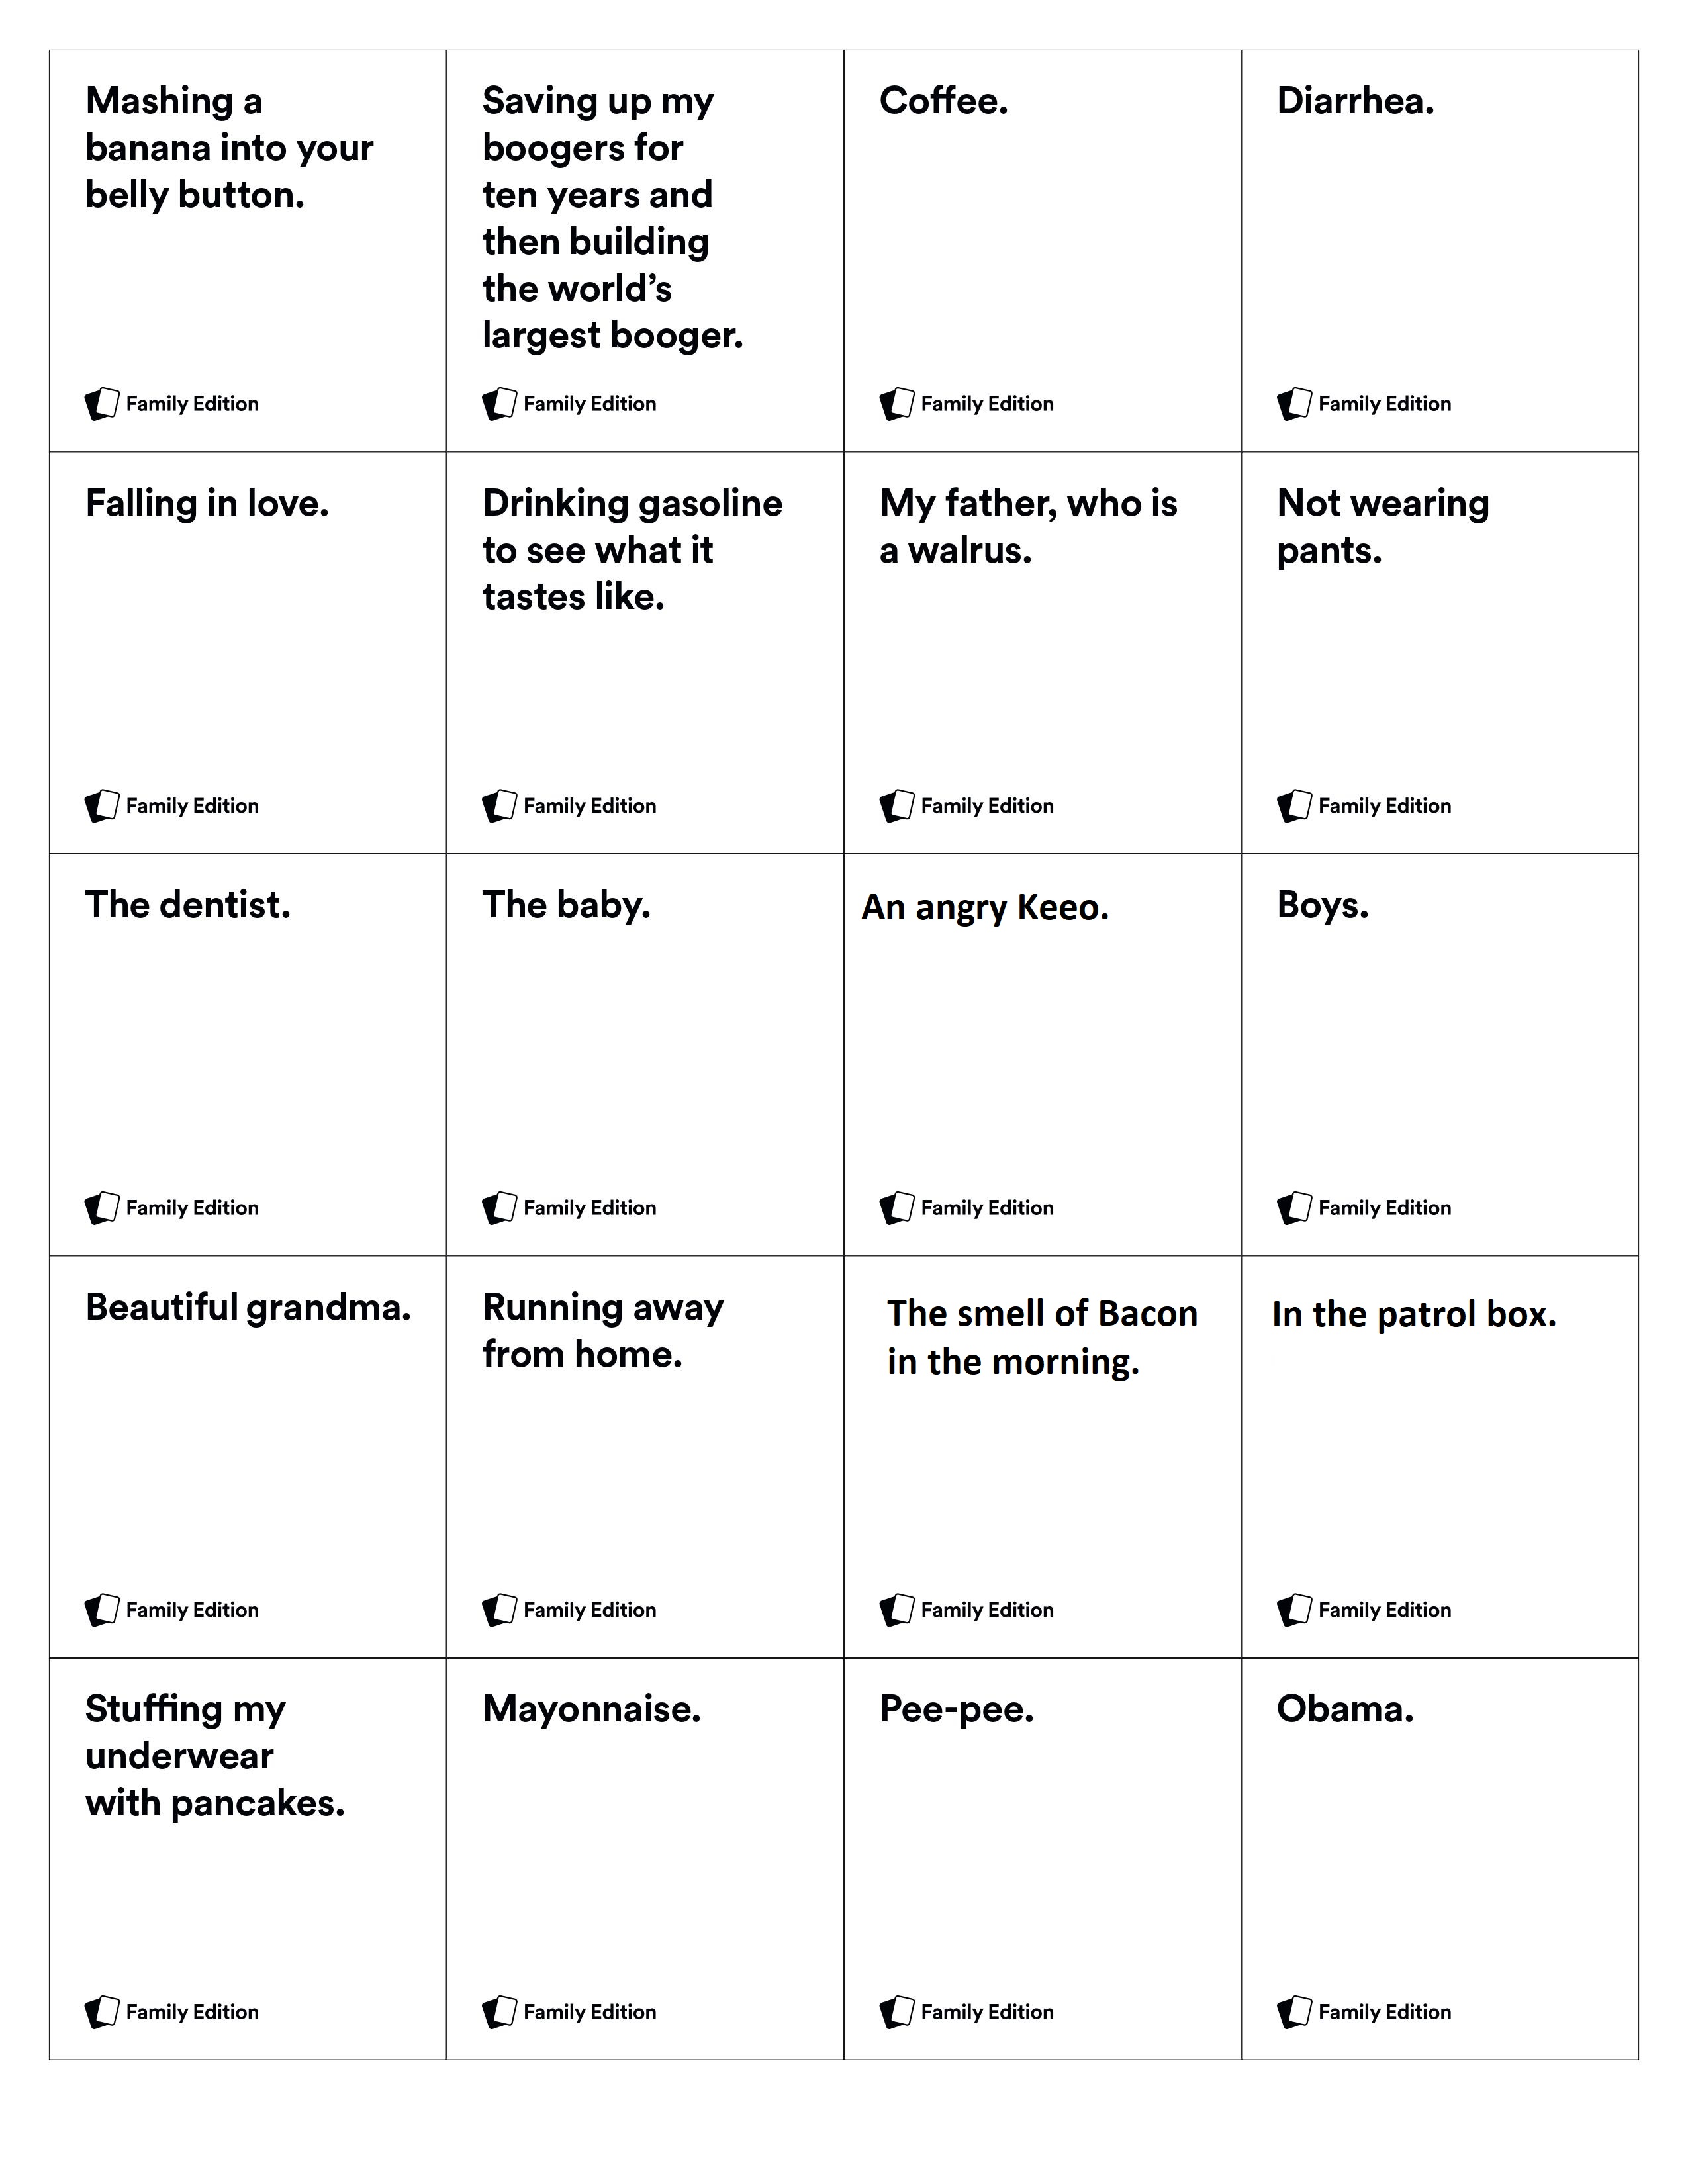 Mashing a
banana into your
belly button.
Family Edition
Saving up my
boogers for
ten years and
then building
the world’s
largest booger.
Family Edition
Coffee.
Family Edition
Diarrhea.
Family Edition
Falling in love.
Family Edition
Drinking gasoline
to see what it
tastes like.
Family Edition
My father, who is
a walrus.
Family Edition
Not wearing
pants.
Family Edition
The dentist.
Family Edition
The baby.
Family Edition
An angry Keeo.
Family Edition
Boys.
Family Edition
Beautiful grandma.
Family Edition
Running away
from home.
Family Edition
The smell of Bacon
in the morning.
Family Edition
In the patrol box.
Family Edition
Stuffing my
underwear
with pancakes.
Family Edition
Mayonnaise.
Family Edition
Pee-pee.
Family Edition
Obama.
Family Edition